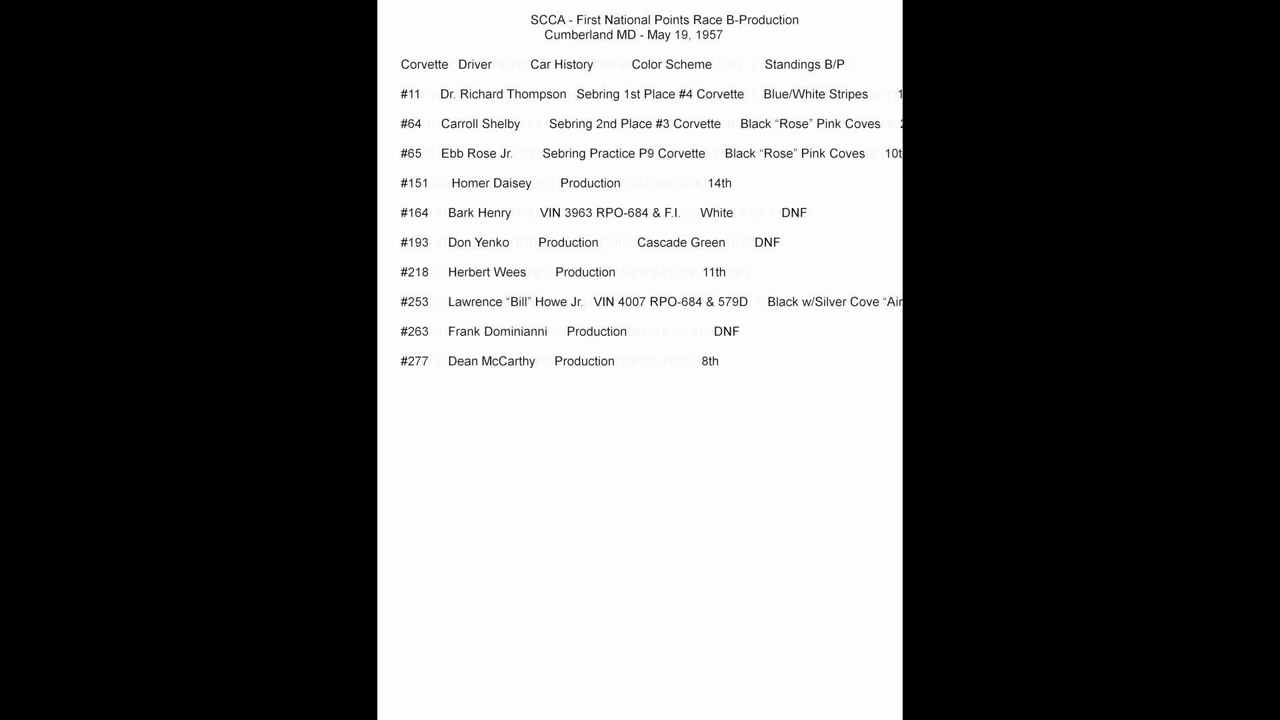 SCCA - First National Points Race B-Production
Cumberland MD - May 19, 1957
Corvette Driver Car History Color Scheme Standings B/P
#11 Dr. Richard Thompson Sebring 1st Place #4 Corvette Blue/White Stripes 1
#64 Carroll Shelby Sebring 2nd Place #3 Corvette Black “Rose” Pink Coves
#65 Ebb Rose Jr. Sebring Practice P9 Corvette Black “Rose” Pink Coves 10t
#151 Homer Daisey Production 14th
#164 Bark Henry VIN 3963 RPO-684 & F.I. White DNF
#193 Don Yenko Production Cascade Green DNF
#218 Herbert Wees Production 11th
#253 Lawrence “Bill” Howe Jr. VIN 4007 RPO-684 & 579D Black w/Silver Cove “Air
#263 Frank Dominianni Production DNF
#277 Dean McCarthy Production 8th